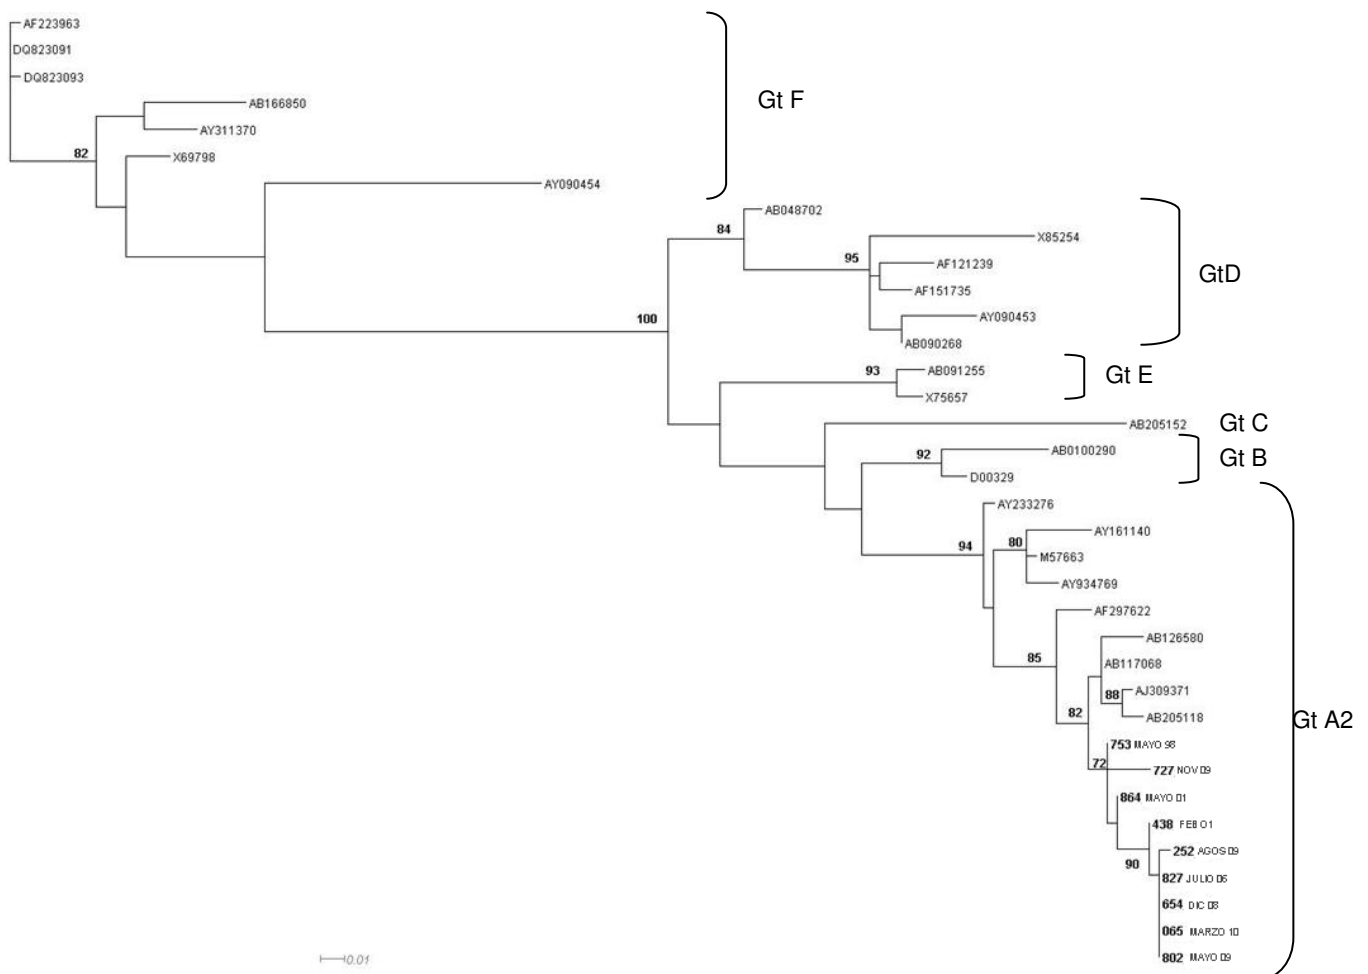 AF223963
DQ823091
DQ823093
AB166850
Gt F
AY311370
82
X69798
AY090454
AB048702
84
X85254
95
AF121239
GtD
AF151735
AY090453
100
AB090268
93
AB091255
Gt E
X75657
AB205152
Gt C
92
AB0100290
Gt B
D00329
AY233276
94
80
AY161140
M57663
AY934769
AF297622
85
AB126580
AB117068
88
AJ309371
82
AB205118
Gt A2
753 MAYO 98
72
727 NOV 09
864 MAYO 01
438 FEB 01
90
252 AGOS 09
827 JULIO 06
654 DIC 08
065 MARZO 10
802 MAYO 09
0.01